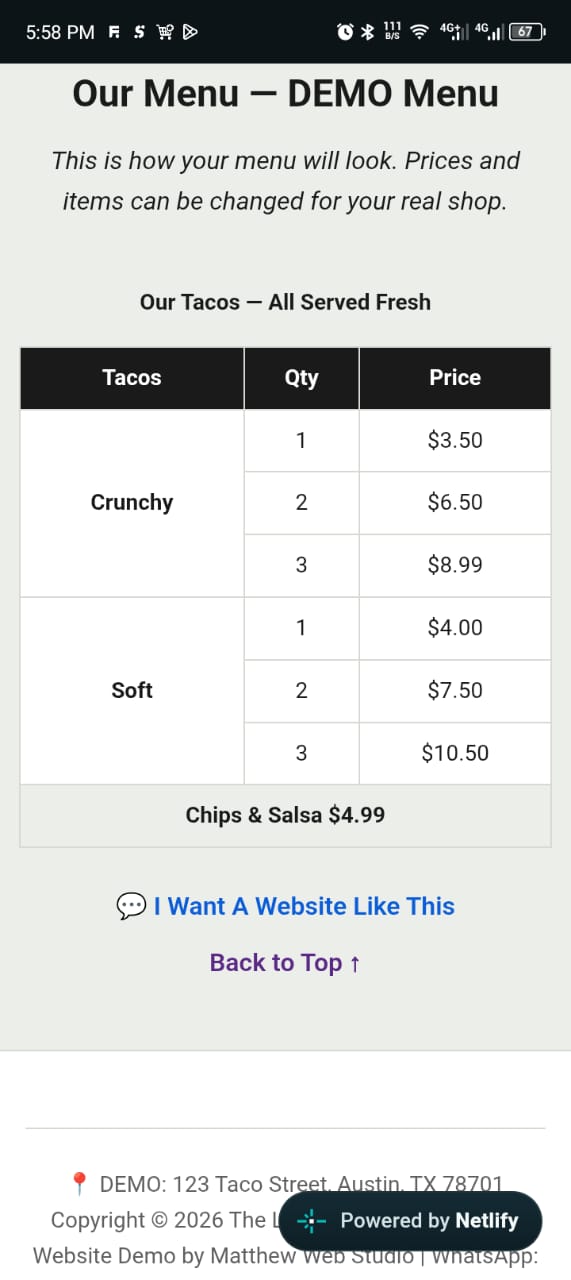 5:58 PM
111 B/S 4G+ 4G 67
Our Menu — DEMO Menu
This is how your menu will look. Prices and
items can be changed for your real shop.
Our Tacos — All Served Fresh
Tacos Qty Price
Crunchy
1 $3.50
2 $6.50
3 $8.99
Soft
1 $4.00
2 $7.50
3 $10.50
Chips & Salsa $4.99
💬 I Want A Website Like This
Back to Top ↑
📍 DEMO: 123 Taco Street, Austin, TX 78701
Copyright © 2026 The
Powered by Netlify
Website Demo by Matthew Web Studio | WhatsApp: